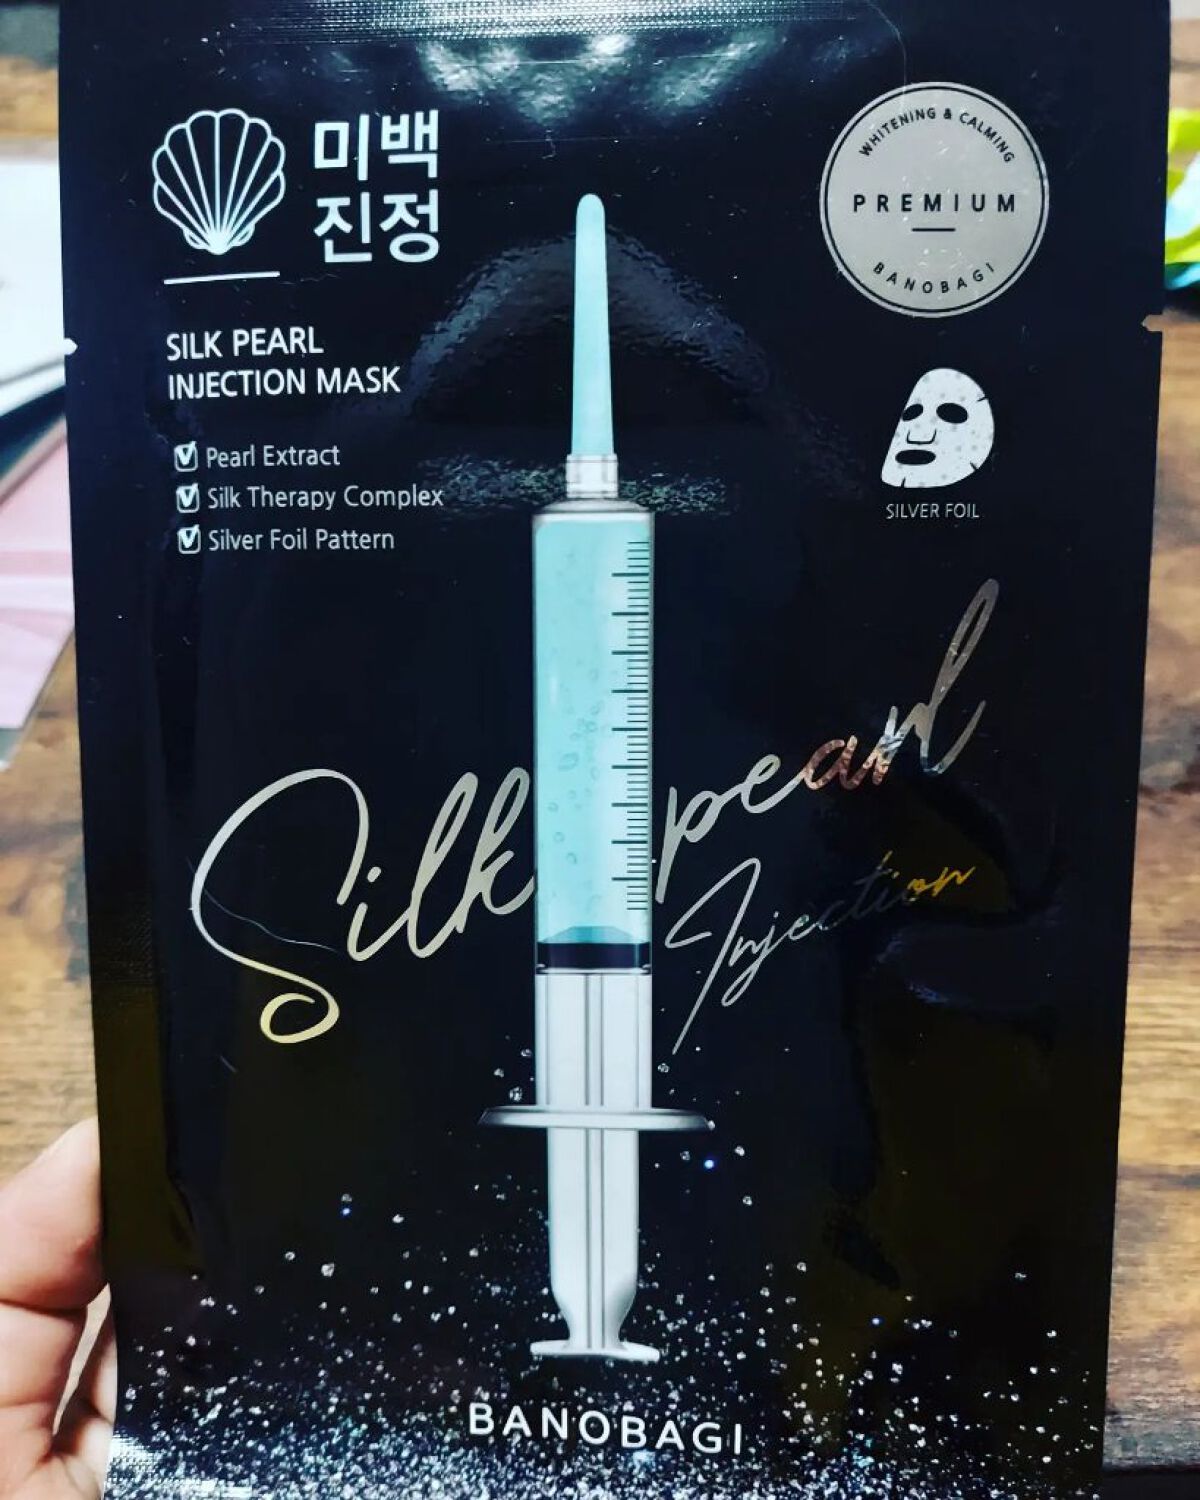 미백
진정
WHITENING & CALMING
PREMIUM
BANOBAGI
SILK PEARL
INJECTION MASK
Pearl Extract
Silk Therapy Complex
Silver Foil Pattern
SILVER FOIL
Silk pearl
Injection
BANOBAGI